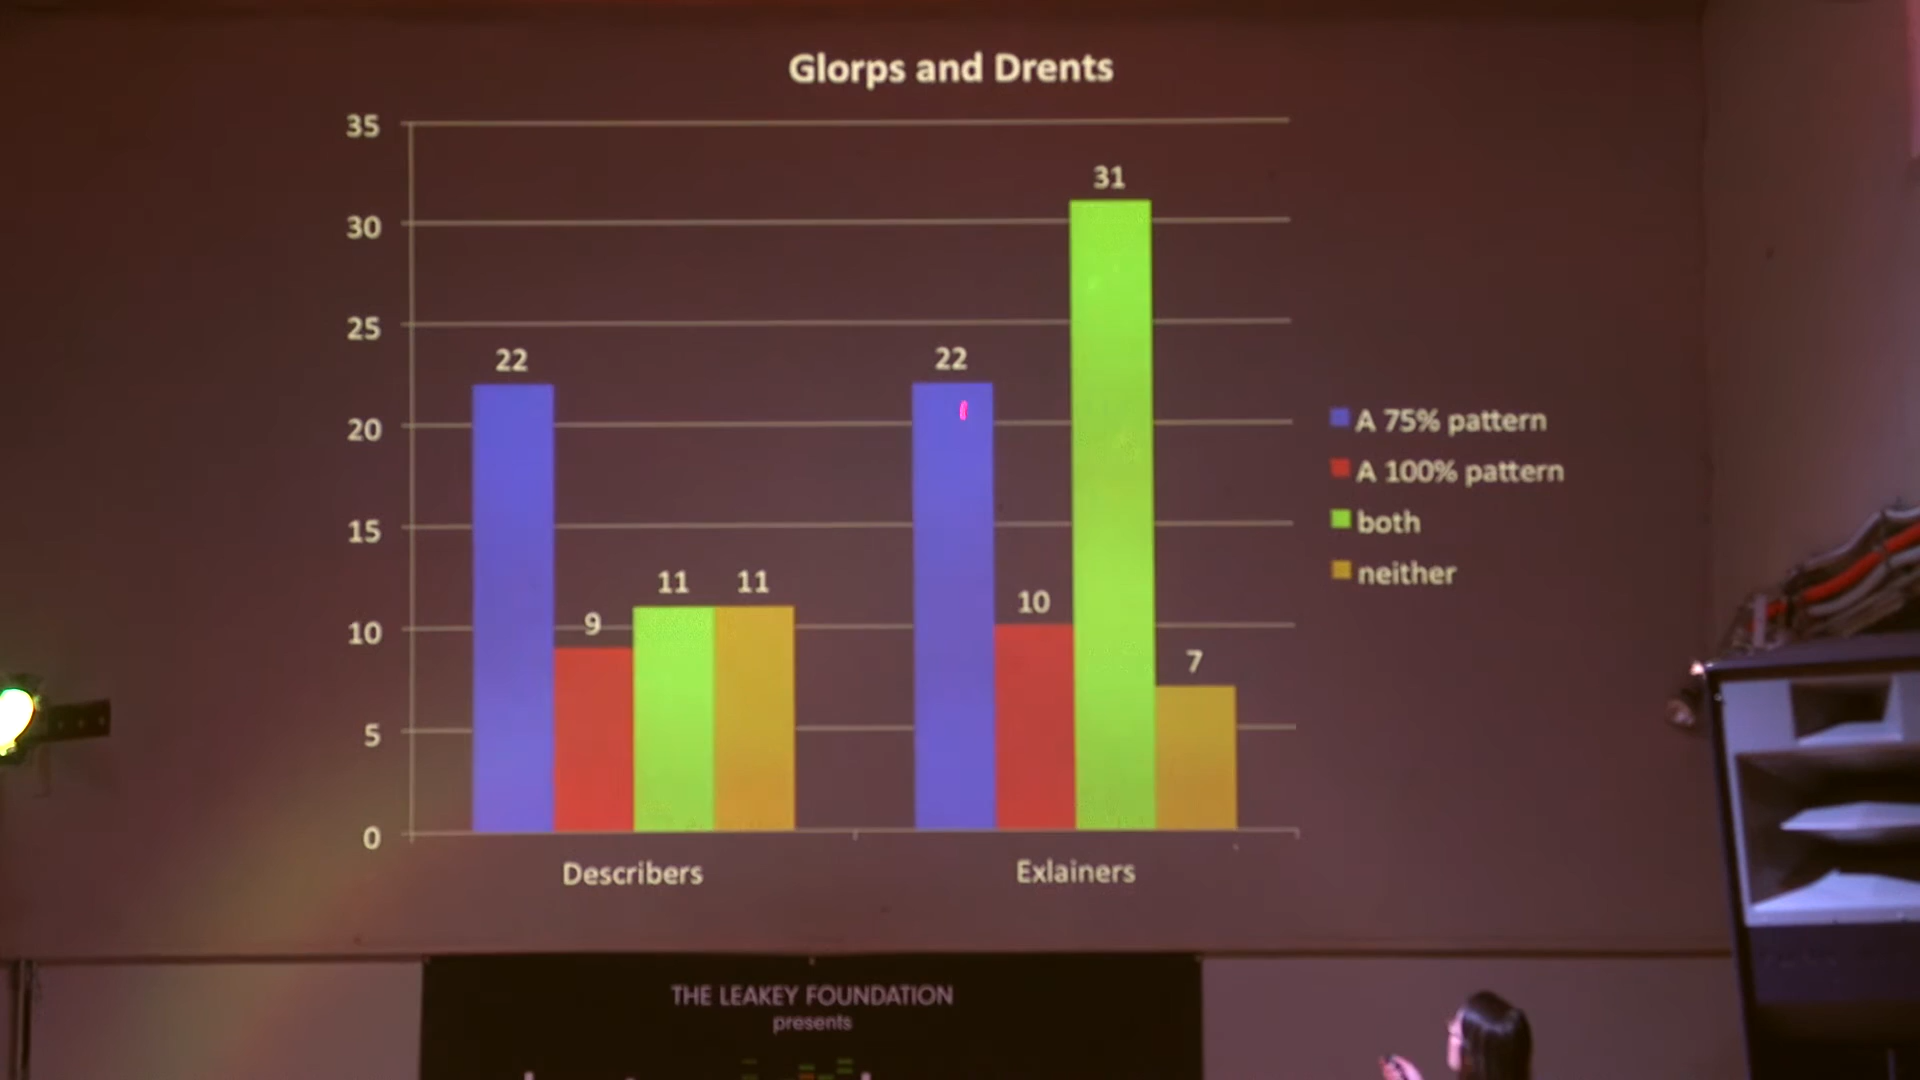 Glorps and Drents
35
30
25
20
15
10
5
0
22
9
11
11
22
10
31
7
Describers
Exlainers
A 75% pattern
A 100% pattern
both
neither
THE LEAKEY FOUNDATION
presents